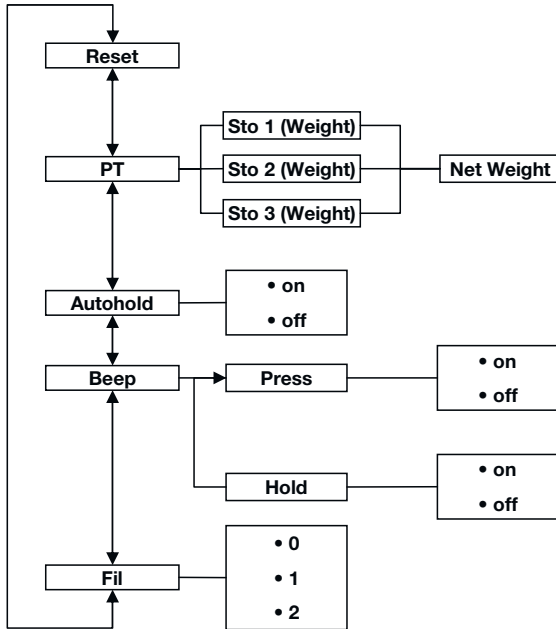 Reset
Sto 1 (Weight)
PT
Sto 2 (Weight)
Net Weight
Sto 3 (Weight)
Autohold
• on
• off
Beep
Press
• on
• off
Hold
• on
• off
Fil
• 0
• 1
• 2